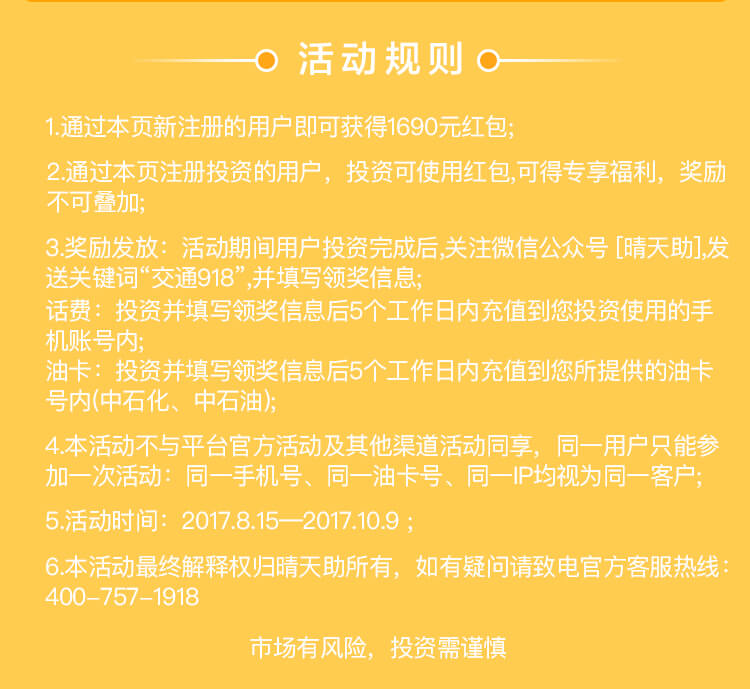 活动规则
1.通过本页新注册的用户即可获得1690元红包;
2.通过本页注册投资的用户，投资可使用红包,可得专享福利，奖励
不可叠加;
3.奖励发放：活动期间用户投资完成后,关注微信公众号 [晴天助],发
送关键词“交通918”,并填写领奖信息;
话费：投资并填写领奖信息后5个工作日内充值到您投资使用的手
机账号内;
油卡：投资并填写领奖信息后5个工作日内充值到您所提供的油卡
号内(中石化、中石油);
4.本活动不与平台官方活动及其他渠道活动同享，同一用户只能参
加一次活动：同一手机号、同一油卡号、同一IP均视为同一客户;
5.活动时间：2017.8.15—2017.10.9 ;
6.本活动最终解释权归晴天助所有，如有疑问请致电官方客服热线：
400-757-1918
市场有风险，投资需谨慎